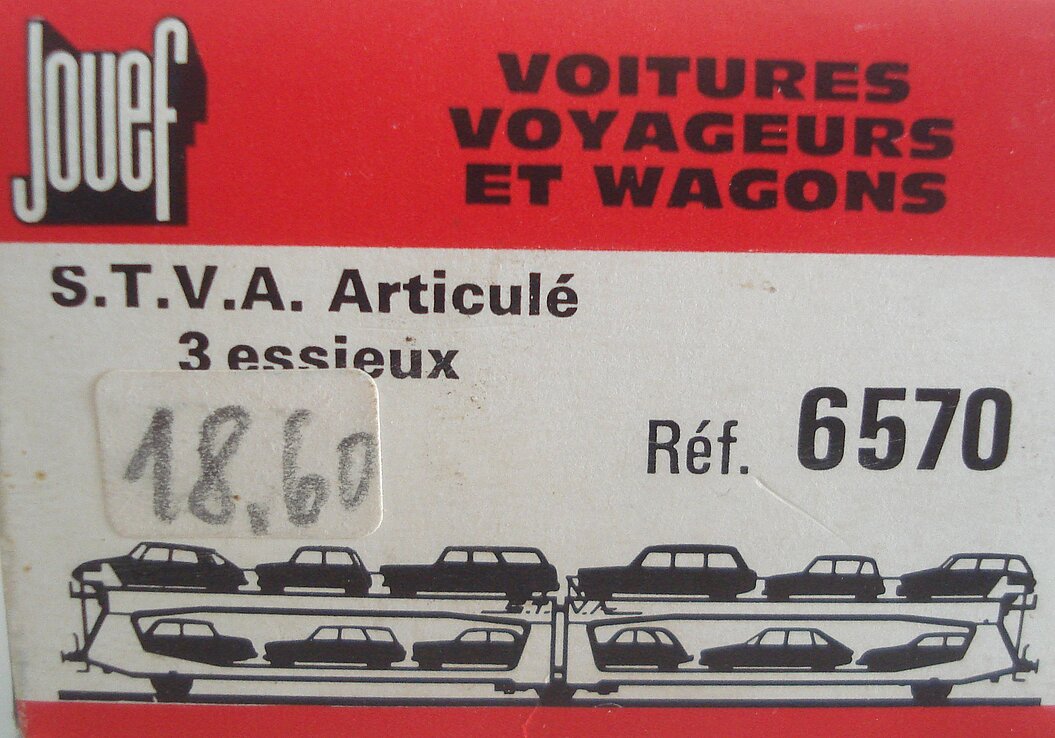 Jouef
VOITURES
VOYAGEURS
ET WAGONS
S.T.V.A. Articulé
3 essieux
18,60
Réf. 6570
S.T.V.A.